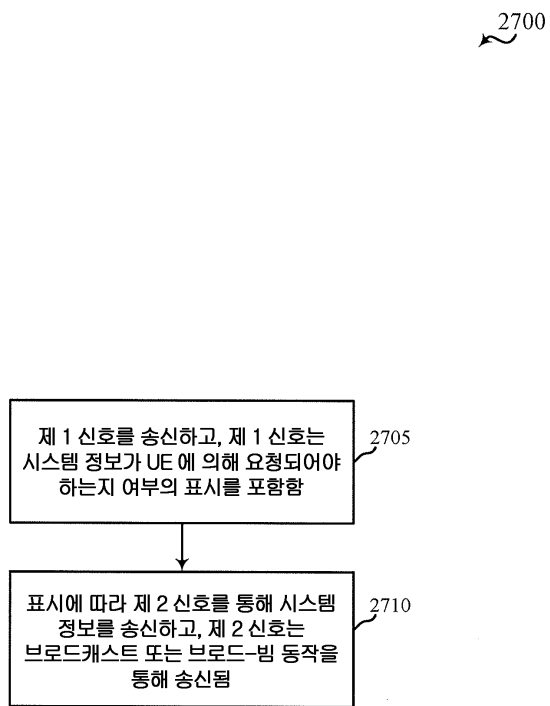 2700
제 1 신호를 송신하고, 제 1 신호는
시스템 정보가 UE 에 의해 요청되어야
하는지 여부의 표시를 포함함
2705
표시에 따라 제 2 신호를 통해 시스템
정보를 송신하고, 제 2 신호는
브로드캐스트 또는 브로드-빔 동작을
통해 송신됨
2710